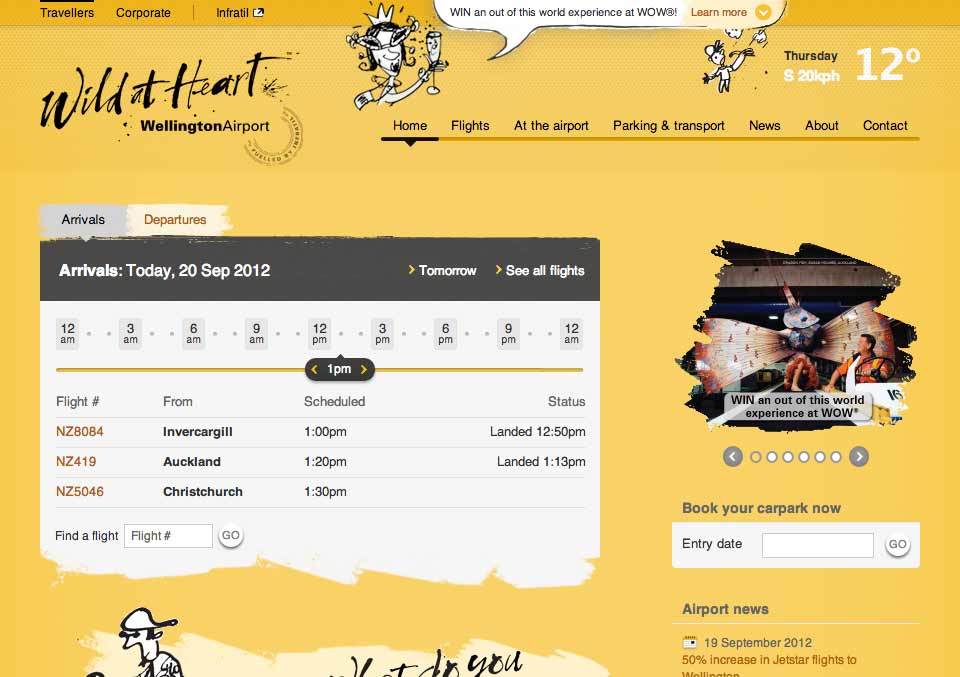 Travellers Corporate Infratil
WIN an out of this world experience at WOW®! Learn more
Thursday
S 20kph
12°
Wild at Heart
WellingtonAirport
FUELLED BY INFRATIL
Home Flights At the airport Parking & transport News About Contact
Arrivals Departures
Arrivals: Today, 20 Sep 2012 Tomorrow See all flights
12 am 3 am 6 am 9 am 12 pm 3 pm 6 pm 9 pm 12 am
1pm
Flight # From Scheduled Status
NZ8084 Invercargill 1:00pm Landed 12:50pm
NZ419 Auckland 1:20pm Landed 1:13pm
NZ5046 Christchurch 1:30pm
Find a flight Flight # GO
WIN an out of this world
experience at WOW®
Book your carpark now
Entry date GO
Airport news
19 September 2012
50% increase in Jetstar flights to
Wellington
What do you